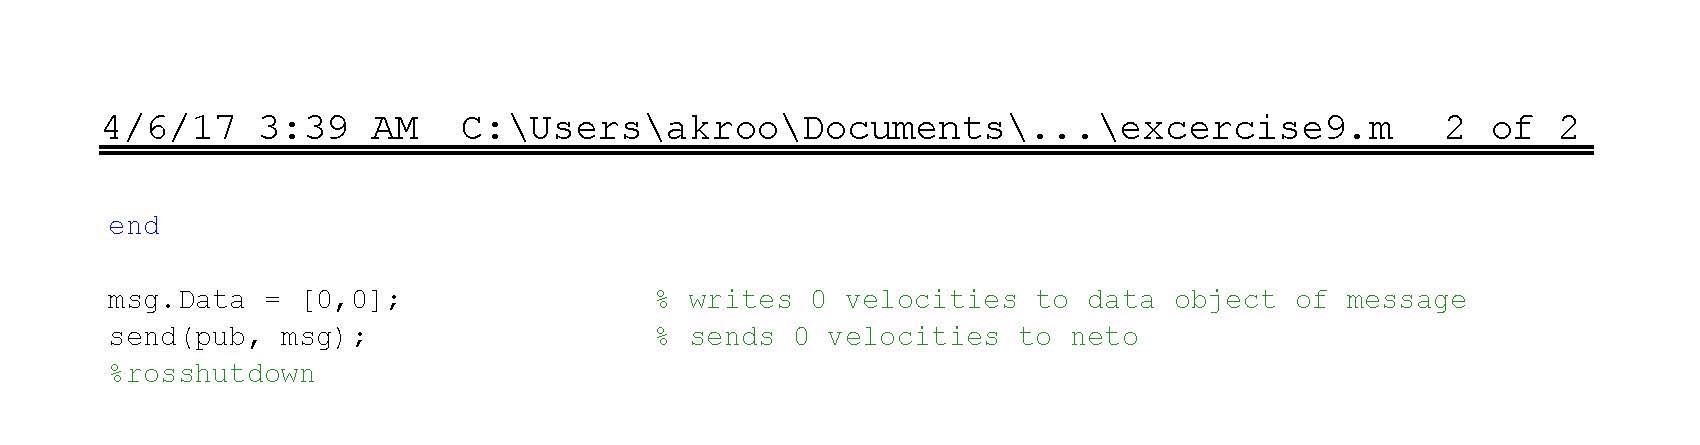 4/6/17 3:39 AM  C:\Users\akroo\Documents\...\excercise9.m  2 of 2
end
msg.Data = [0,0];               % writes 0 velocities to data object of message
send(pub, msg);                 % sends 0 velocities to neto
%rosshutdown